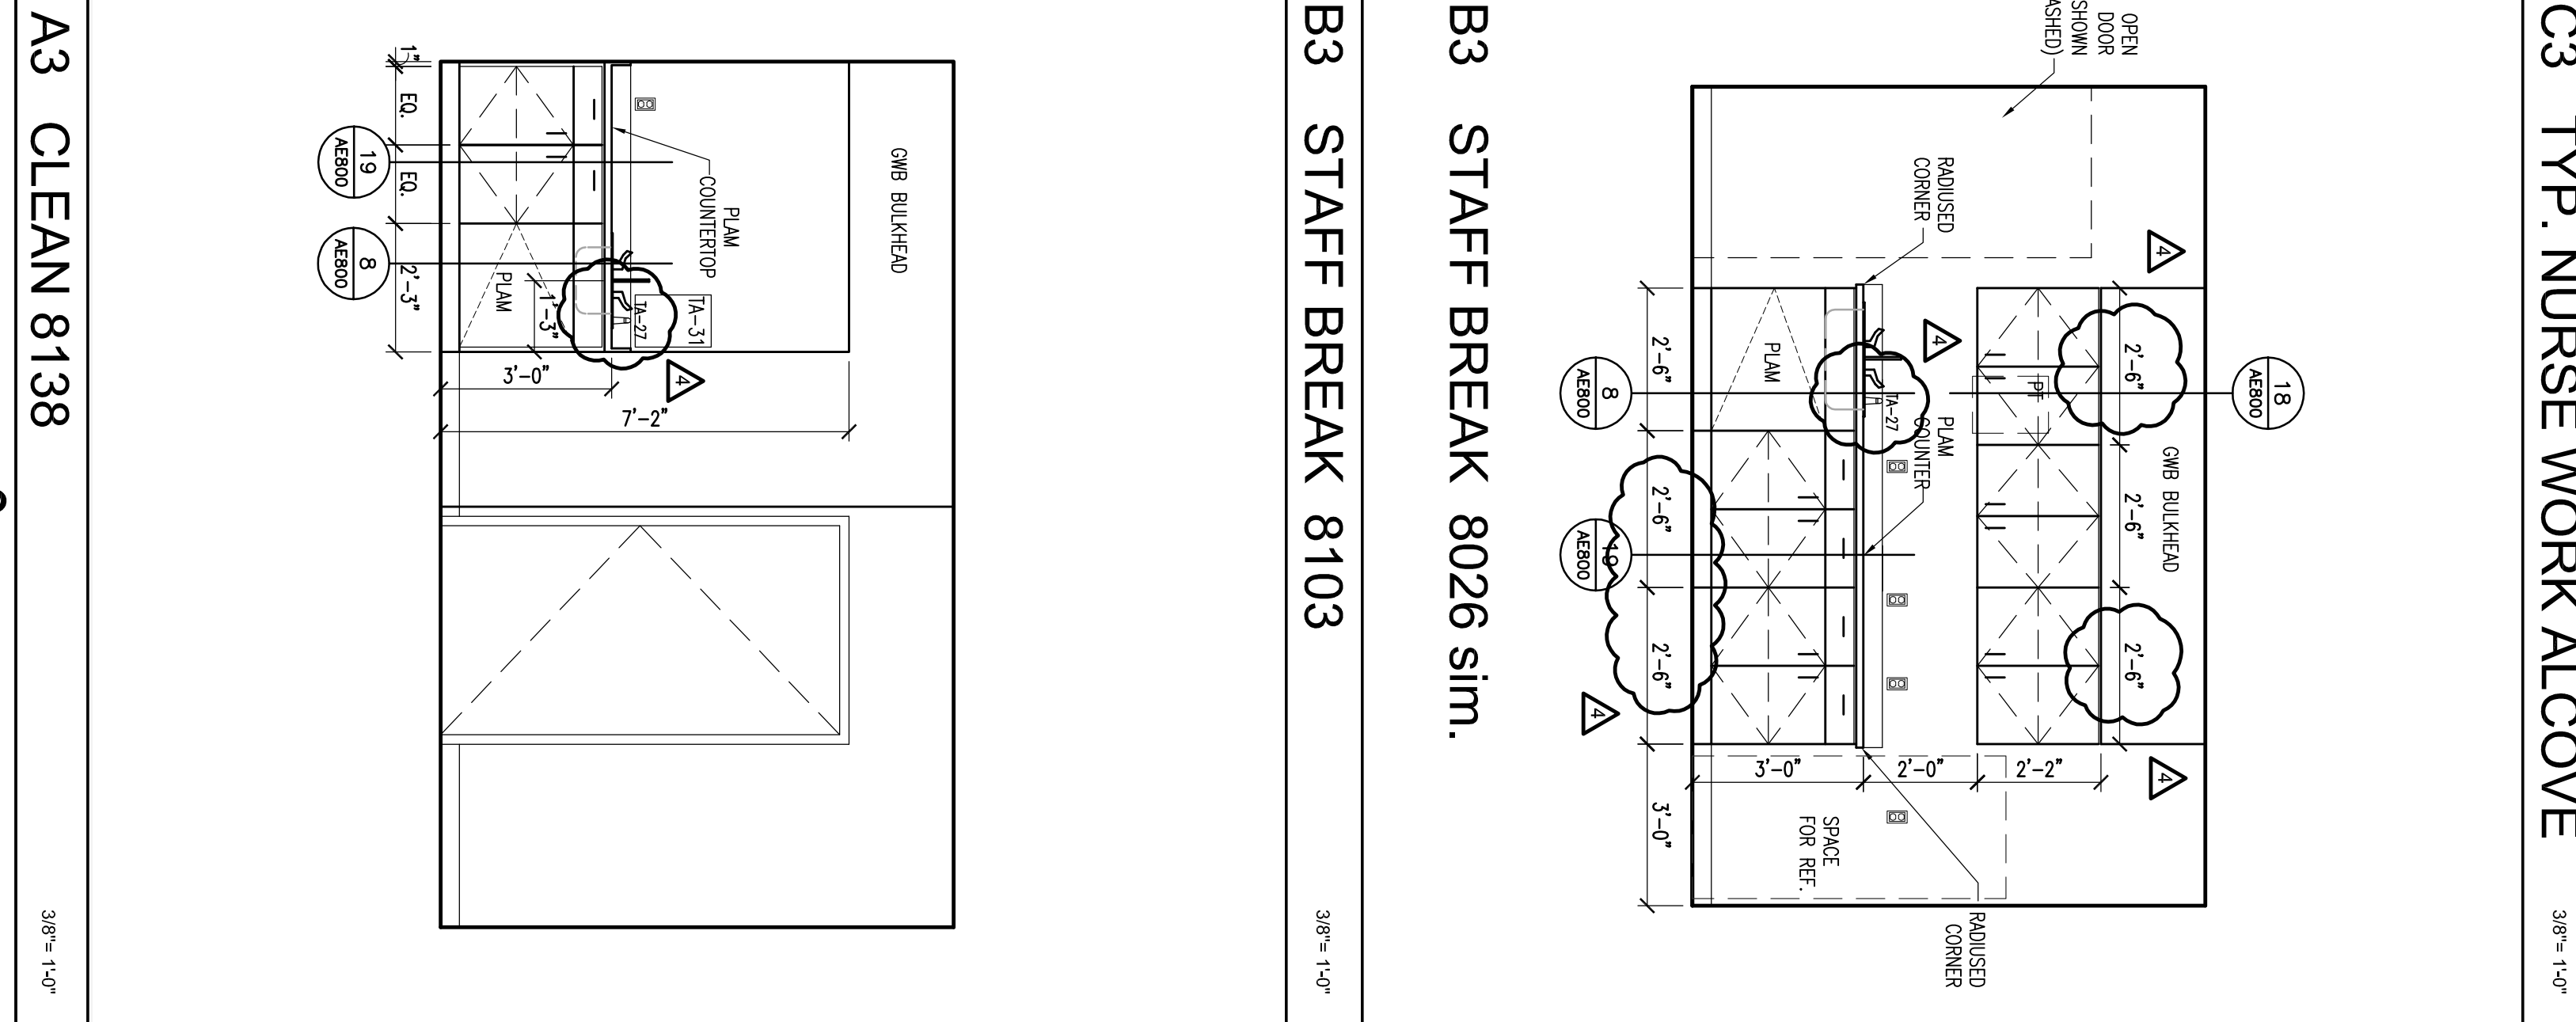 C3 TYP. NURSE WORK ALCOVE
3/8"= 1'-0"
OPEN
DOOR
SHOWN
RADIUSED
CORNER
4
2'-6"
2'-6"
2'-6"
18
AE800
GWB BULKHEAD
PT
4
TA-27
PLAM
COUNTER
PLAM
2'-6"
2'-6"
2'-6"
3'-0"
8
AE800
19
AE800
4
4
3'-0"
2'-0"
2'-2"
SPACE
FOR REF.
RADIUSED
CORNER
B3 STAFF BREAK 8026 sim.
B3 STAFF BREAK 8103
3/8"= 1'-0"
GWB BULKHEAD
PLAM
COUNTERTOP
TA-31
TA-27
4
PLAM
1'-3"
3'-0"
7'-2"
1"
EQ.
EQ.
2'-3"
19
AE800
8
AE800
A3 CLEAN 8138
3/8"= 1'-0"